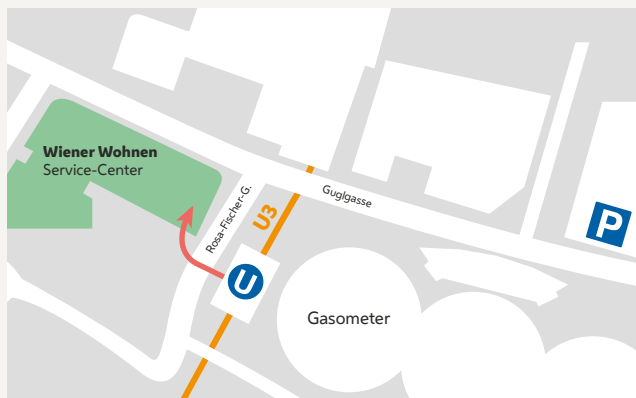 Wiener Wohnen
Service-Center
Rosa-Fischer-G.
U3
Guglgasse
P
U
Gasometer